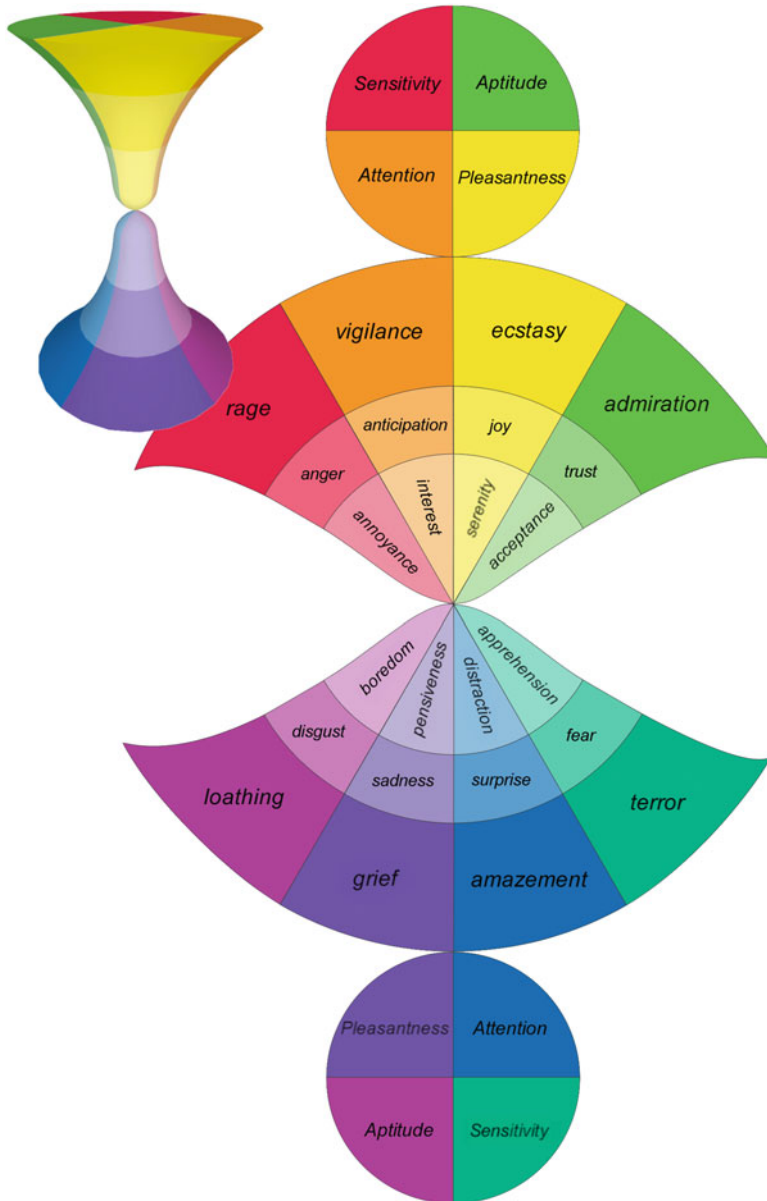 Sensitivity Aptitude
Attention Pleasantness
vigilance ecstasy
rage admiration
anticipation joy
anger trust
interest serenity
annoyance acceptance
boredom apprehension
pensiveness distraction
disgust fear
sadness surprise
loathing terror
grief amazement
Pleasantness Attention
Aptitude Sensitivity